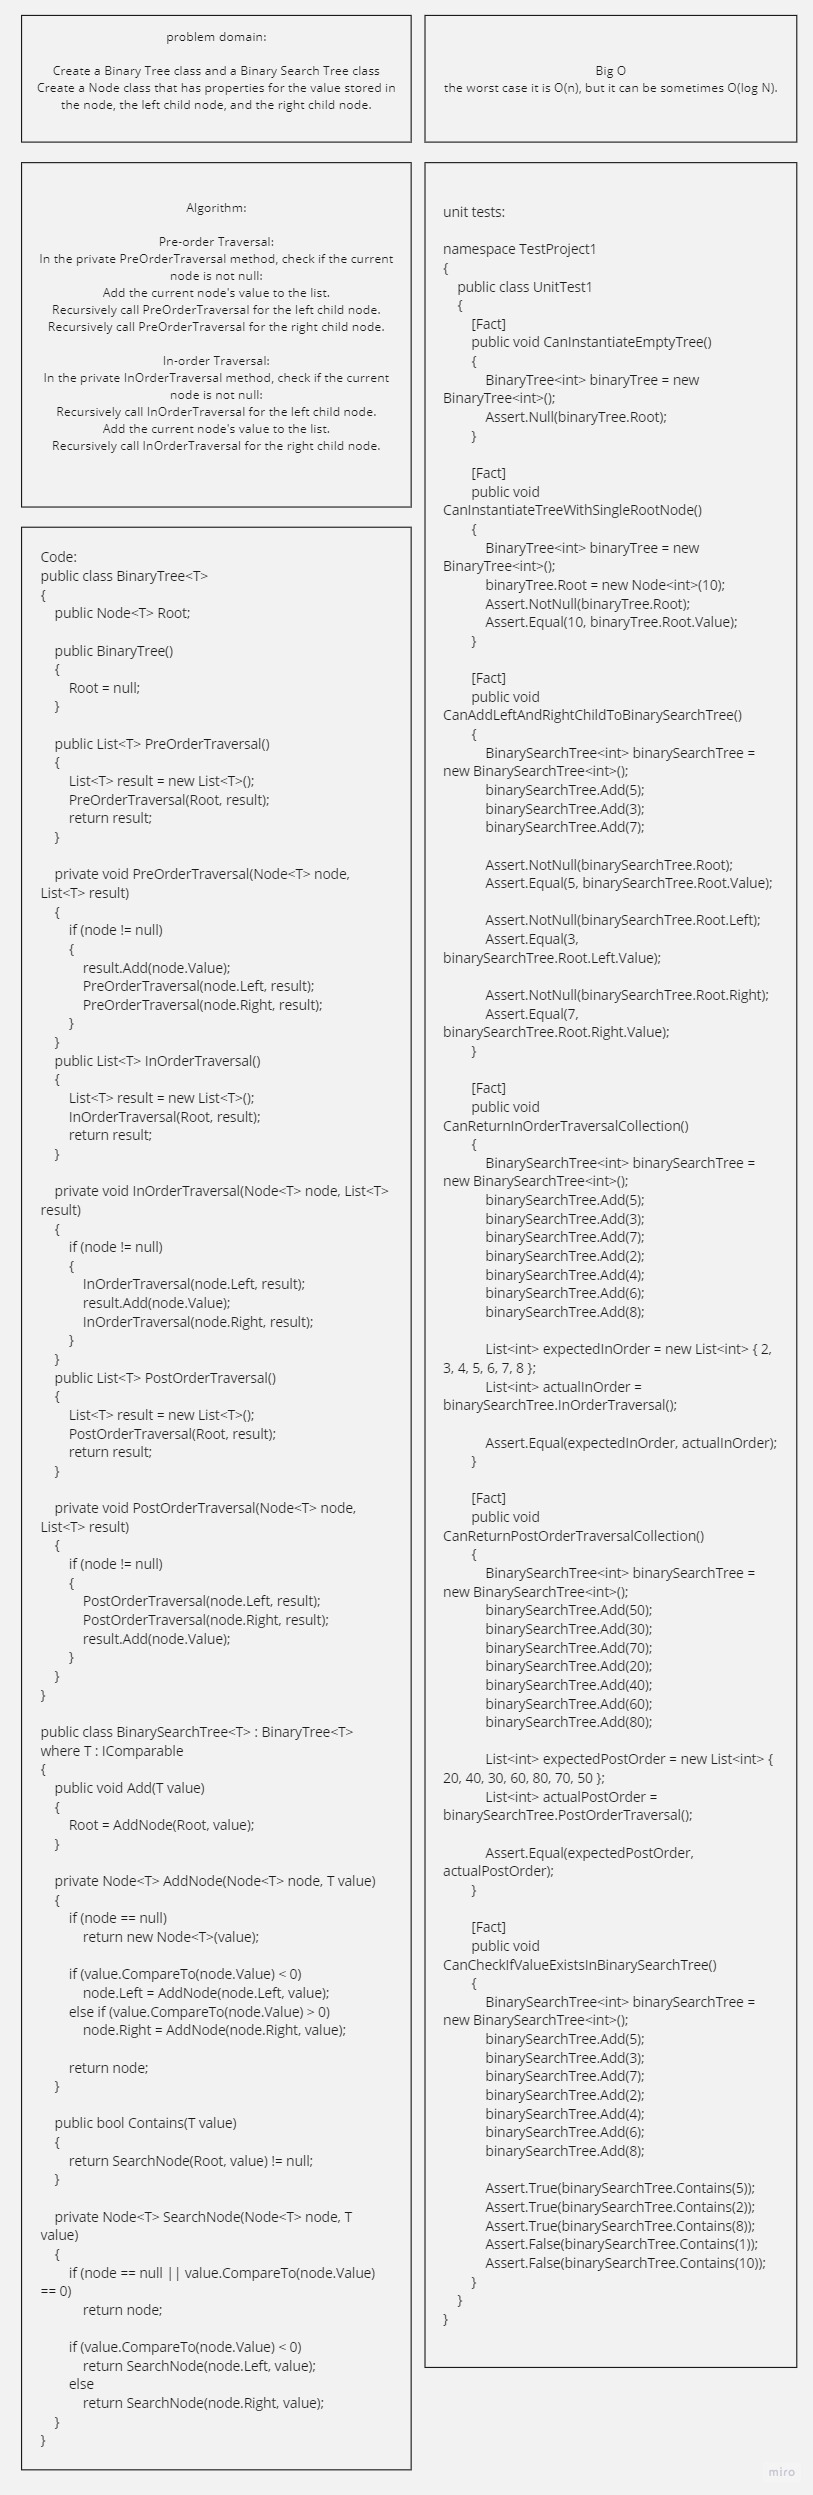 problem domain:
Create a Binary Tree class and a Binary Search Tree class
Create a Node class that has properties for the value stored in
the node, the left child node, and the right child node.
Big O
the worst case it is O(n), but it can be sometimes O(log N).
Algorithm:
Pre-order Traversal:
In the private PreOrderTraversal method, check if the current
node is not null:
Add the current node's value to the list.
Recursively call PreOrderTraversal for the left child node.
Recursively call PreOrderTraversal for the right child node.
In-order Traversal:
In the private InOrderTraversal method, check if the current
node is not null:
Recursively call InOrderTraversal for the left child node.
Add the current node's value to the list.
Recursively call InOrderTraversal for the right child node.
Code:
public class BinaryTree<T>
{
    public Node<T> Root;
    public BinaryTree()
    {
        Root = null;
    }
    public List<T> PreOrderTraversal()
    {
        List<T> result = new List<T>();
        PreOrderTraversal(Root, result);
        return result;
    }
    private void PreOrderTraversal(Node<T> node,
List<T> result)
    {
        if (node != null)
        {
            result.Add(node.Value);
            PreOrderTraversal(node.Left, result);
            PreOrderTraversal(node.Right, result);
        }
    }
    public List<T> InOrderTraversal()
    {
        List<T> result = new List<T>();
        InOrderTraversal(Root, result);
        return result;
    }
    private void InOrderTraversal(Node<T> node, List<T>
result)
    {
        if (node != null)
        {
            InOrderTraversal(node.Left, result);
            result.Add(node.Value);
            InOrderTraversal(node.Right, result);
        }
    }
    public List<T> PostOrderTraversal()
    {
        List<T> result = new List<T>();
        PostOrderTraversal(Root, result);
        return result;
    }
    private void PostOrderTraversal(Node<T> node,
List<T> result)
    {
        if (node != null)
        {
            PostOrderTraversal(node.Left, result);
            PostOrderTraversal(node.Right, result);
            result.Add(node.Value);
        }
    }
}
public class BinarySearchTree<T> : BinaryTree<T>
where T : IComparable
{
    public void Add(T value)
    {
        Root = AddNode(Root, value);
    }
    private Node<T> AddNode(Node<T> node, T value)
    {
        if (node == null)
            return new Node<T>(value);
        if (value.CompareTo(node.Value) < 0)
            node.Left = AddNode(node.Left, value);
        else if (value.CompareTo(node.Value) > 0)
            node.Right = AddNode(node.Right, value);
        return node;
    }
    public bool Contains(T value)
    {
        return SearchNode(Root, value) != null;
    }
    private Node<T> SearchNode(Node<T> node, T
value)
    {
        if (node == null || value.CompareTo(node.Value)
== 0)
            return node;
        if (value.CompareTo(node.Value) < 0)
            return SearchNode(node.Left, value);
        else
            return SearchNode(node.Right, value);
    }
}
unit tests:
namespace TestProject1
{
    public class UnitTest1
    {
        [Fact]
        public void CanInstantiateEmptyTree()
        {
            BinaryTree<int> binaryTree = new
BinaryTree<int>();
            Assert.Null(binaryTree.Root);
        }
        [Fact]
        public void
CanInstantiateTreeWithSingleRootNode()
        {
            BinaryTree<int> binaryTree = new
BinaryTree<int>();
            binaryTree.Root = new Node<int>(10);
            Assert.NotNull(binaryTree.Root);
            Assert.Equal(10, binaryTree.Root.Value);
        }
        [Fact]
        public void
CanAddLeftAndRightChildToBinarySearchTree()
        {
            BinarySearchTree<int> binarySearchTree =
new BinarySearchTree<int>();
            binarySearchTree.Add(5);
            binarySearchTree.Add(3);
            binarySearchTree.Add(7);
            Assert.NotNull(binarySearchTree.Root);
            Assert.Equal(5, binarySearchTree.Root.Value);
            Assert.NotNull(binarySearchTree.Root.Left);
            Assert.Equal(3,
binarySearchTree.Root.Left.Value);
            Assert.NotNull(binarySearchTree.Root.Right);
            Assert.Equal(7,
binarySearchTree.Root.Right.Value);
        }
        [Fact]
        public void
CanReturnInOrderTraversalCollection()
        {
            BinarySearchTree<int> binarySearchTree =
new BinarySearchTree<int>();
            binarySearchTree.Add(5);
            binarySearchTree.Add(3);
            binarySearchTree.Add(7);
            binarySearchTree.Add(2);
            binarySearchTree.Add(4);
            binarySearchTree.Add(6);
            binarySearchTree.Add(8);
            List<int> expectedInOrder = new List<int> { 2,
3, 4, 5, 6, 7, 8 };
            List<int> actualInOrder =
binarySearchTree.InOrderTraversal();
            Assert.Equal(expectedInOrder, actualInOrder);
        }
        [Fact]
        public void
CanReturnPostOrderTraversalCollection()
        {
            BinarySearchTree<int> binarySearchTree =
new BinarySearchTree<int>();
            binarySearchTree.Add(50);
            binarySearchTree.Add(30);
            binarySearchTree.Add(70);
            binarySearchTree.Add(20);
            binarySearchTree.Add(40);
            binarySearchTree.Add(60);
            binarySearchTree.Add(80);
            List<int> expectedPostOrder = new List<int> {
20, 40, 30, 60, 80, 70, 50 };
            List<int> actualPostOrder =
binarySearchTree.PostOrderTraversal();
            Assert.Equal(expectedPostOrder,
actualPostOrder);
        }
        [Fact]
        public void
CanCheckIfValueExistsInBinarySearchTree()
        {
            BinarySearchTree<int> binarySearchTree =
new BinarySearchTree<int>();
            binarySearchTree.Add(5);
            binarySearchTree.Add(3);
            binarySearchTree.Add(7);
            binarySearchTree.Add(2);
            binarySearchTree.Add(4);
            binarySearchTree.Add(6);
            binarySearchTree.Add(8);
            Assert.True(binarySearchTree.Contains(5));
            Assert.True(binarySearchTree.Contains(2));
            Assert.True(binarySearchTree.Contains(8));
            Assert.False(binarySearchTree.Contains(1));
            Assert.False(binarySearchTree.Contains(10));
        }
    }
}
miro